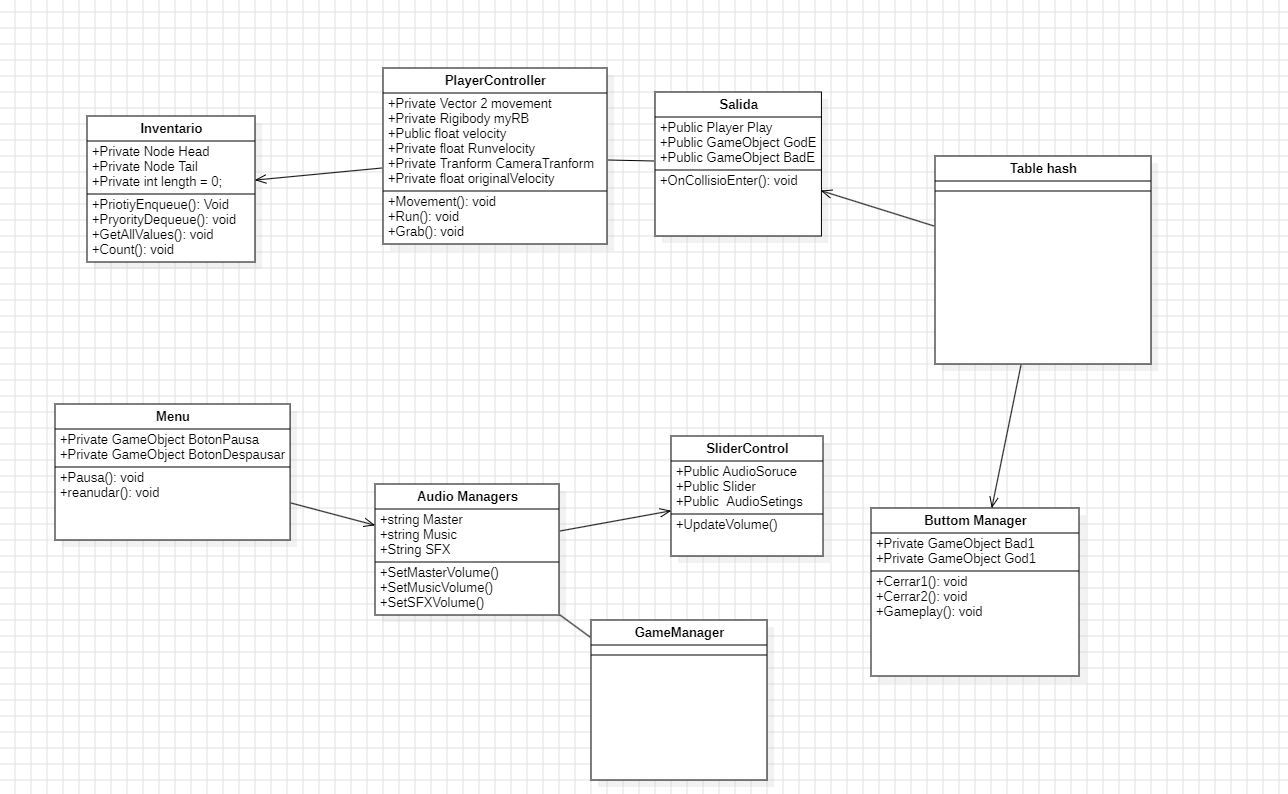 Inventario
+Private Node Head
+Private Node Tail
+Private int length = 0;
+PriotiyEnqueue(): Void
+PryorityDequeue(): void
+GetAllValues(): void
+Count(): void
PlayerController
+Private Vector 2 movement
+Private Rigibody myRB
+Public float velocity
+Private float Runvelocity
+Private Tranform CameraTranform
+Private float originalVelocity
+Movement(): void
+Run(): void
+Grab(): void
Salida
+Public Player Play
+Public GameObject GodE
+Public GameObject BadE
+OnCollisioEnter(): void
Table hash
Menu
+Private GameObject BotonPausa
+Private GameObject BotonDespausar
+Pausa(): void
+reanudar(): void
Audio Managers
+string Master
+string Music
+String SFX
+SetMasterVolume()
+SetMusicVolume()
+SetSFXVolume()
SliderControl
+Public AudioSoruce
+Public Slider
+Public  AudioSetings
+UpdateVolume()
GameManager
Buttom Manager
+Private GameObject Bad1
+Private GameObject God1
+Cerrar1(): void
+Cerrar2(): void
+Gameplay(): void